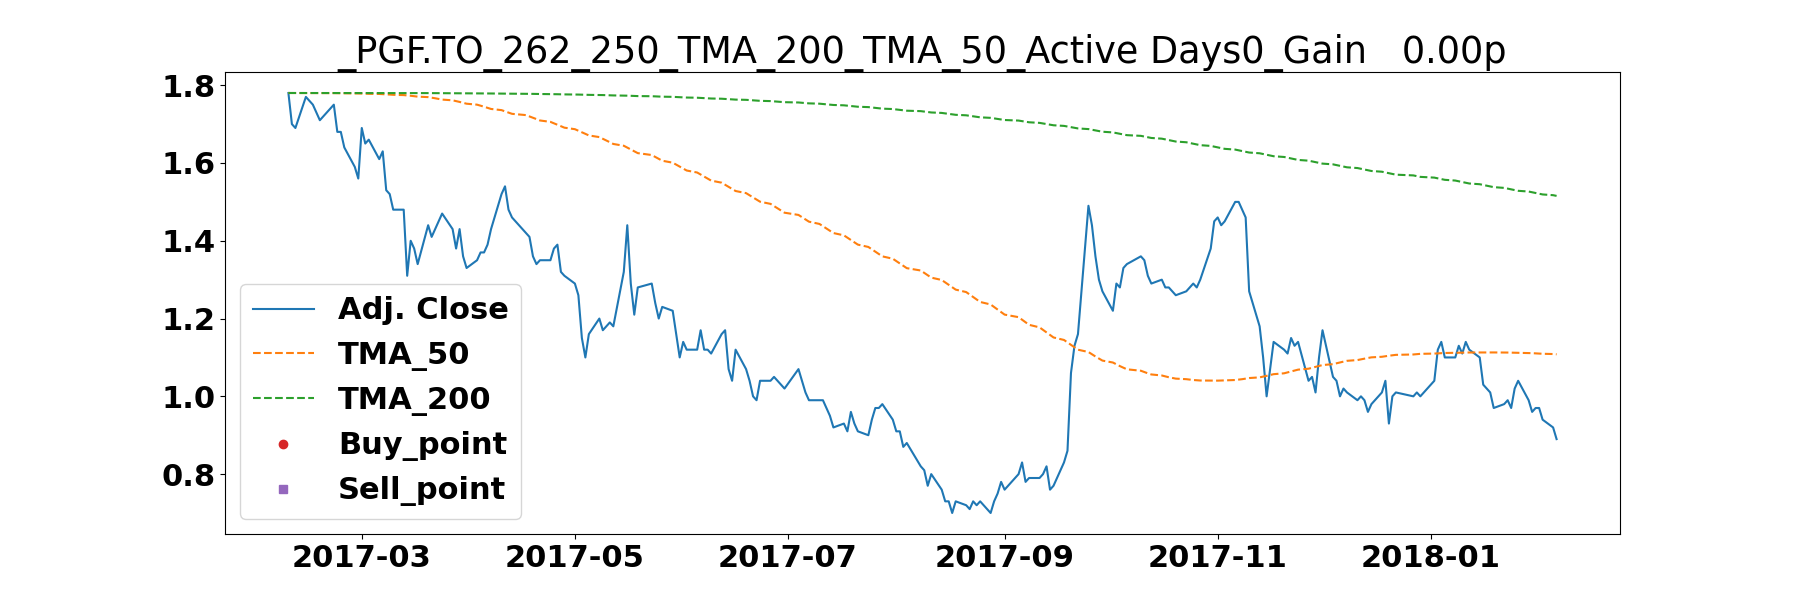 _PGF.TO_262_250_TMA_200_TMA_50_Active Days0_Gain   0.00p
1.8
1.6
1.4
1.2
1.0
0.8
Adj. Close
TMA_50
TMA_200
Buy_point
Sell_point
2017-03 2017-05 2017-07 2017-09 2017-11 2018-01